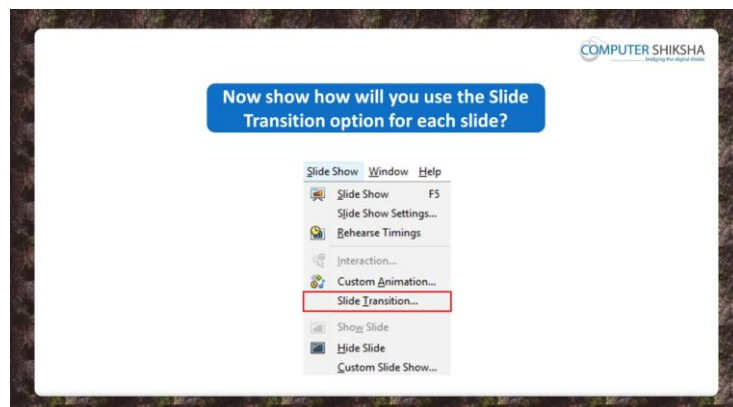 COMPUTER SHIKSHA
bridging the digital divide
Now show how will you use the Slide
Transition option for each slide?
Slide Show Window Help
Slide Show F5
Slide Show Settings...
Rehearse Timings
Interaction...
Custom Animation...
Slide Transition...
Show Slide
Hide Slide
Custom Slide Show...